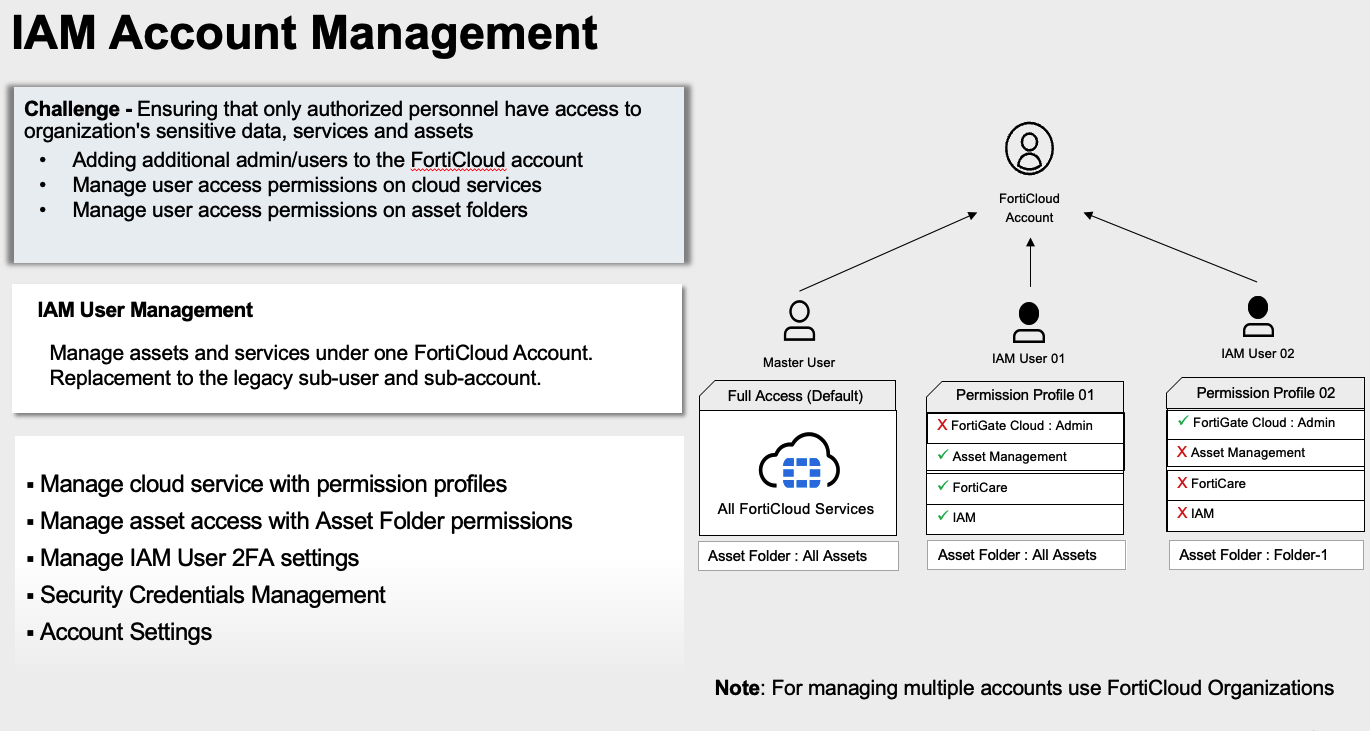 IAM Account Management
Challenge - Ensuring that only authorized personnel have access to
organization's sensitive data, services and assets
• Adding additional admin/users to the FortiCloud account
• Manage user access permissions on cloud services
• Manage user access permissions on asset folders
IAM User Management
Manage assets and services under one FortiCloud Account.
Replacement to the legacy sub-user and sub-account.
▪ Manage cloud service with permission profiles
▪ Manage asset access with Asset Folder permissions
▪ Manage IAM User 2FA settings
▪ Security Credentials Management
▪ Account Settings
FortiCloud
Account
Master User
Full Access (Default)
All FortiCloud Services
Asset Folder : All Assets
IAM User 01
Permission Profile 01
X FortiGate Cloud : Admin
✓ Asset Management
✓ FortiCare
✓ IAM
Asset Folder : All Assets
IAM User 02
Permission Profile 02
✓ FortiGate Cloud : Admin
X Asset Management
X FortiCare
X IAM
Asset Folder : Folder-1
Note: For managing multiple accounts use FortiCloud Organizations